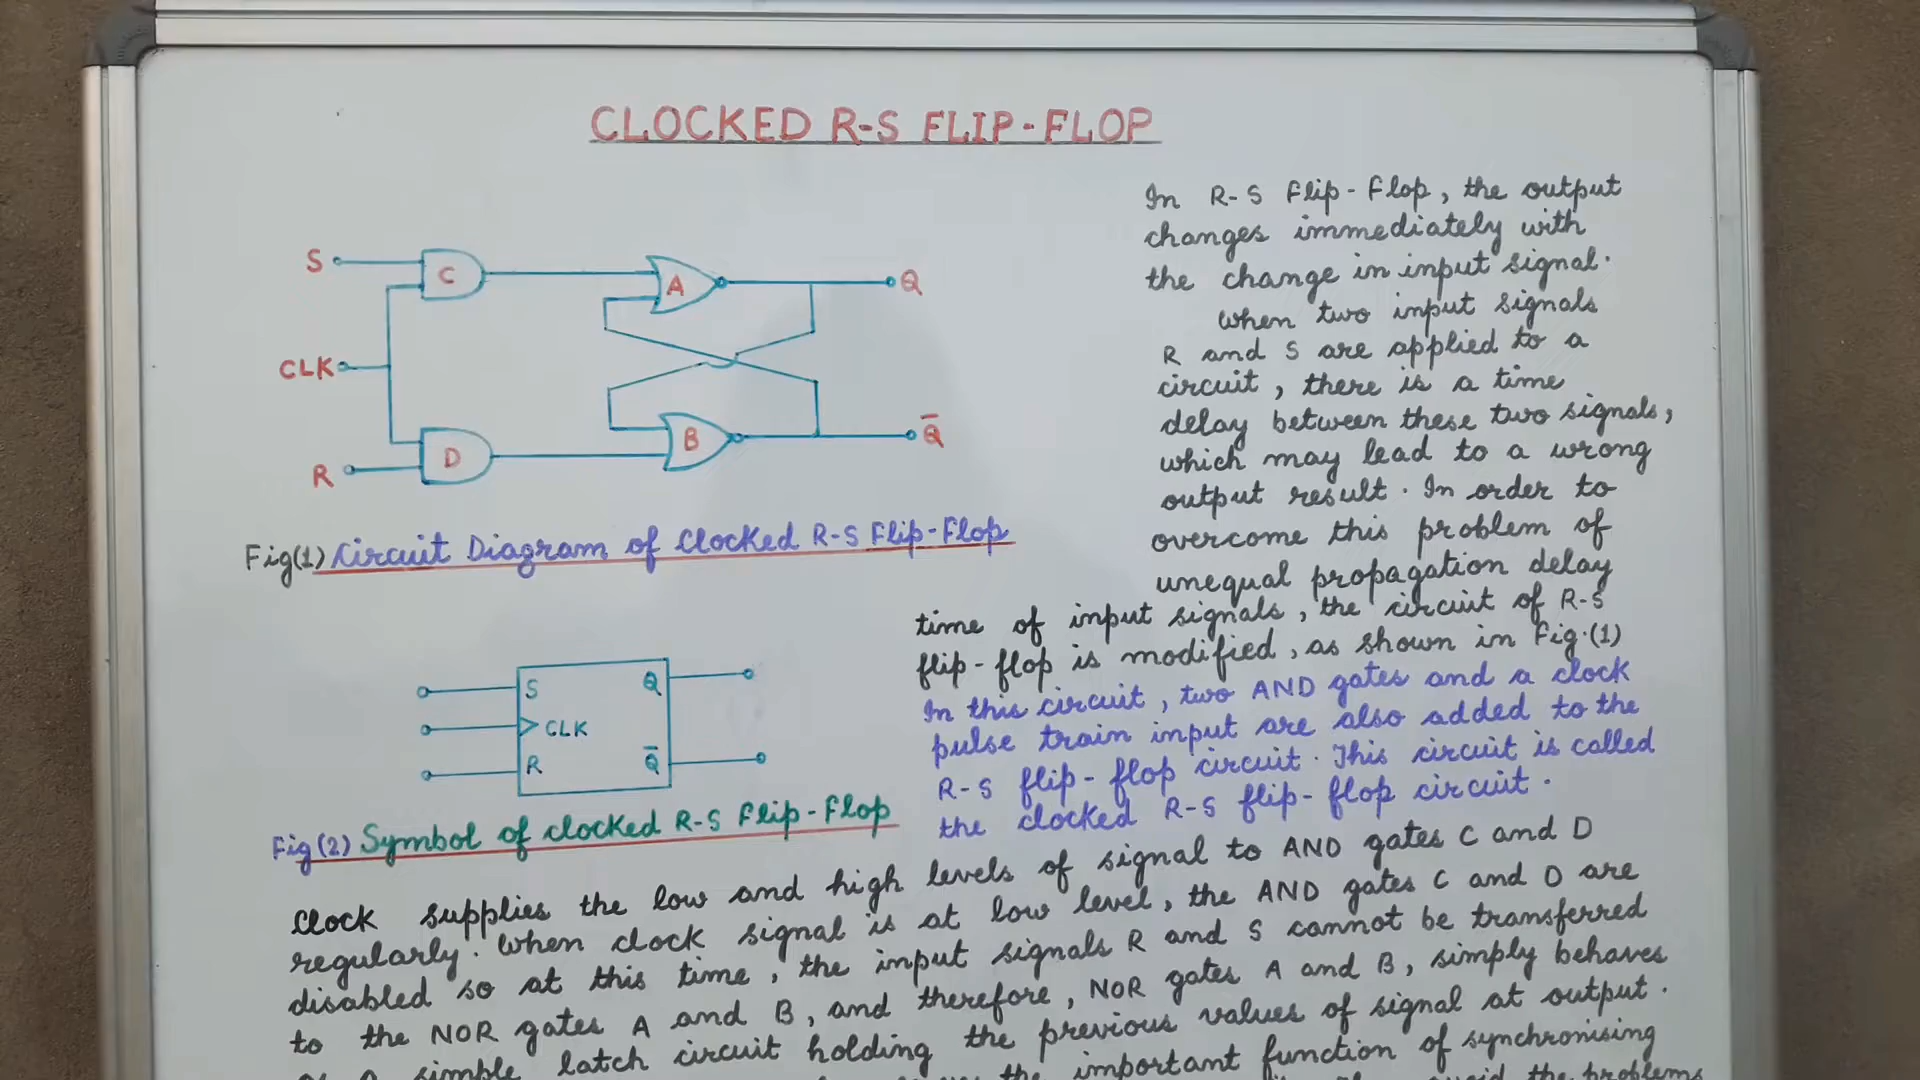 CLOCKED R-S FLIP-FLOP
S
C
A
Q
CLK
R
D
B
Q̅
Fig(1) Circuit Diagram of Clocked R-S Flip-Flop
S
Q
CLK
R
Q̅
Fig(2) Symbol of clocked R-S Flip-Flop
In R-S Flip-Flop, the output
changes immediately with
the change in input signal.
When two input signals
R and S are applied to a
circuit, there is a time
delay between these two signals,
which may lead to a wrong
output result. In order to
overcome this problem of
unequal propagation delay
time of input signals, the circuit of R-S
flip-flop is modified, as shown in Fig.(1)
In this circuit, two AND gates and a clock
pulse train input are also added to the
R-S flip-flop circuit. This circuit is called
the clocked R-S flip-flop circuit.
Clock supplies the low and high levels of signal to AND gates C and D
regularly. When clock signal is at low level, the AND gates C and D are
disabled so at this time, the input signals R and S cannot be transferred
to the NOR gates A and B, and therefore, NOR gates A and B, simply behaves
simple latch circuit holding the previous values of signal at output.
the important function of synchronising
the problems